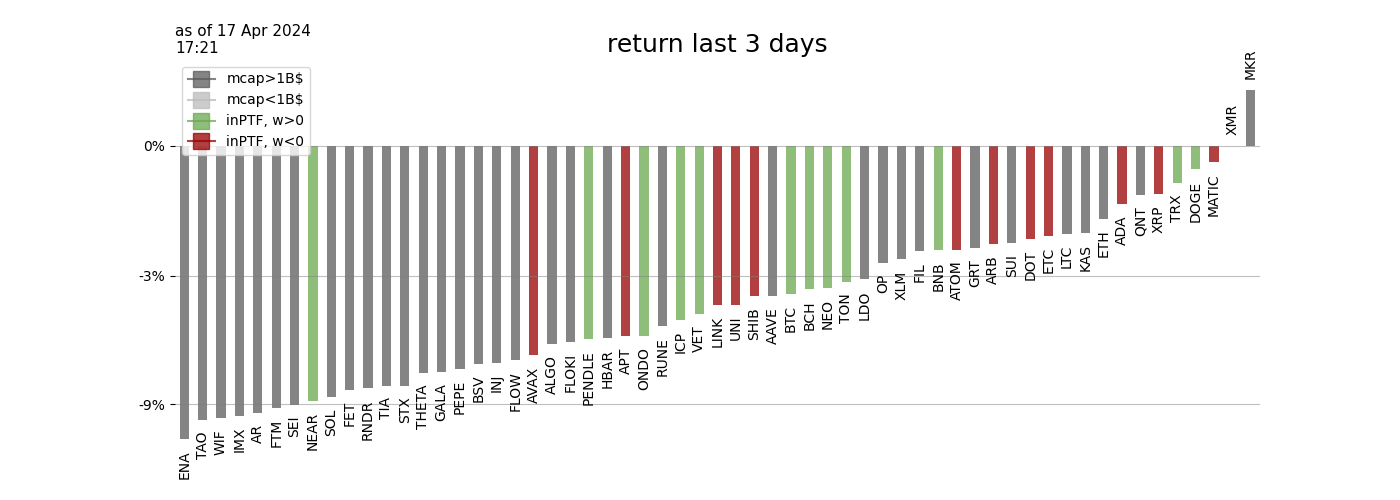 as of 17 Apr 2024
17:21
return last 3 days
mcap>1B$
mcap<1B$
inPTF, w>0
inPTF, w<0
0%
-3%
-9%
ENA
TAO
WIF
IMX
AR
FTM
SEI
NEAR
SOL
FET
RNDR
TIA
STX
THETA
GALA
PEPE
BSV
INJ
FLOW
AVAX
ALGO
FLOKI
PENDLE
HBAR
APT
ONDO
RUNE
ICP
VET
LINK
UNI
SHIB
AAVE
BTC
BCH
NEO
TON
LDO
OP
XLM
FIL
BNB
ATOM
GRT
ARB
SUI
DOT
ETC
LTC
KAS
ETH
ADA
QNT
XRP
TRX
DOGE
MATIC
XMR
MKR